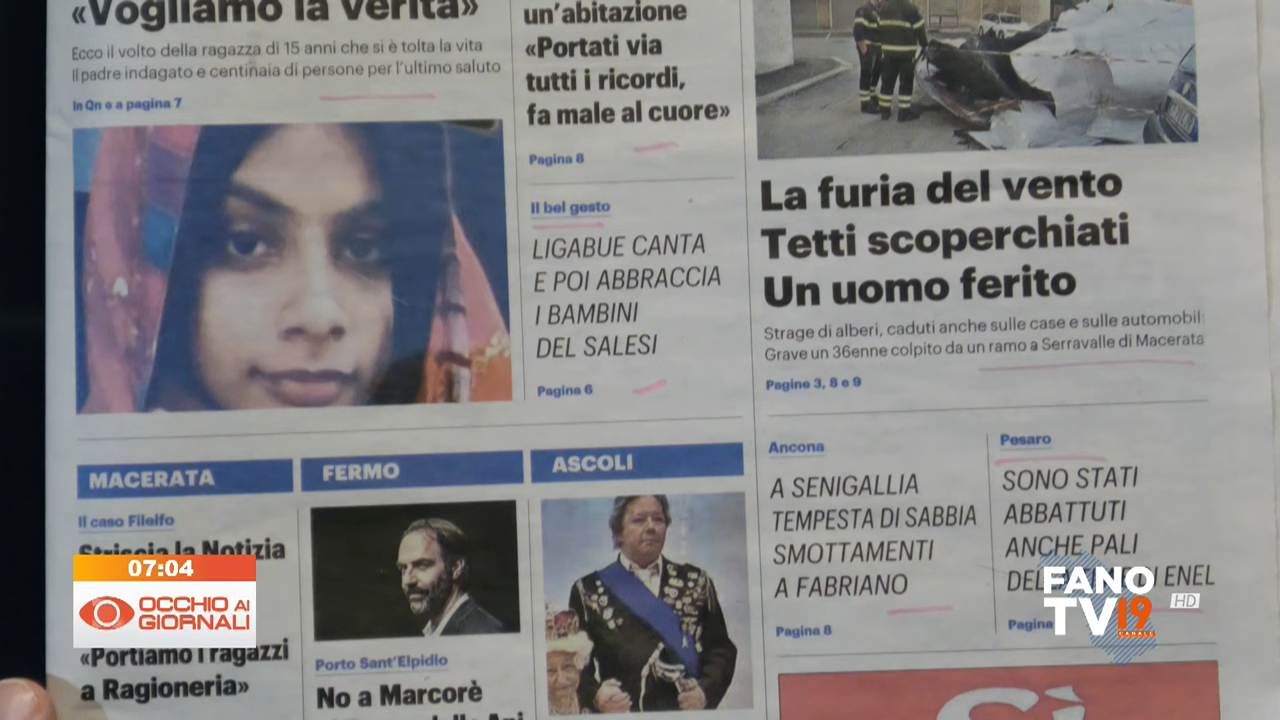 «Vogliamo la verità»
Ecco il volto della ragazza di 15 anni che si è tolta la vita
Il padre indagato e centinaia di persone per l'ultimo saluto
In Qn e a pagina 7
un'abitazione
«Portati via
tutti i ricordi,
fa male al cuore»
Pagina 8
Il bel gesto
LIGABUE CANTA
E POI ABBRACCIA
I BAMBINI
DEL SALESI
Pagina 6
La furia del vento
Tetti scoperchiati
Un uomo ferito
Strage di alberi, caduti anche sulle case e sulle automobil
Grave un 36enne colpito da un ramo a Serravalle di Macerata
Pagine 3, 8 e 9
Ancona
A SENIGALLIA
TEMPESTA DI SABBIA
SMOTTAMENTI
A FABRIANO
Pagina 8
Pesaro
SONO STATI
ABBATTUTI
ANCHE PALI
ENEL
Pagina
MACERATA
Il caso Filelfo
Striscia la Notizia
«Portiamo i ragazzi
a Ragioneria»
FERMO
Porto Sant'Elpidio
No a Marcorè
ASCOLI
Sì
07:04
OCCHIO AI
GIORNALI
FANO
TV19
CANALE
HD